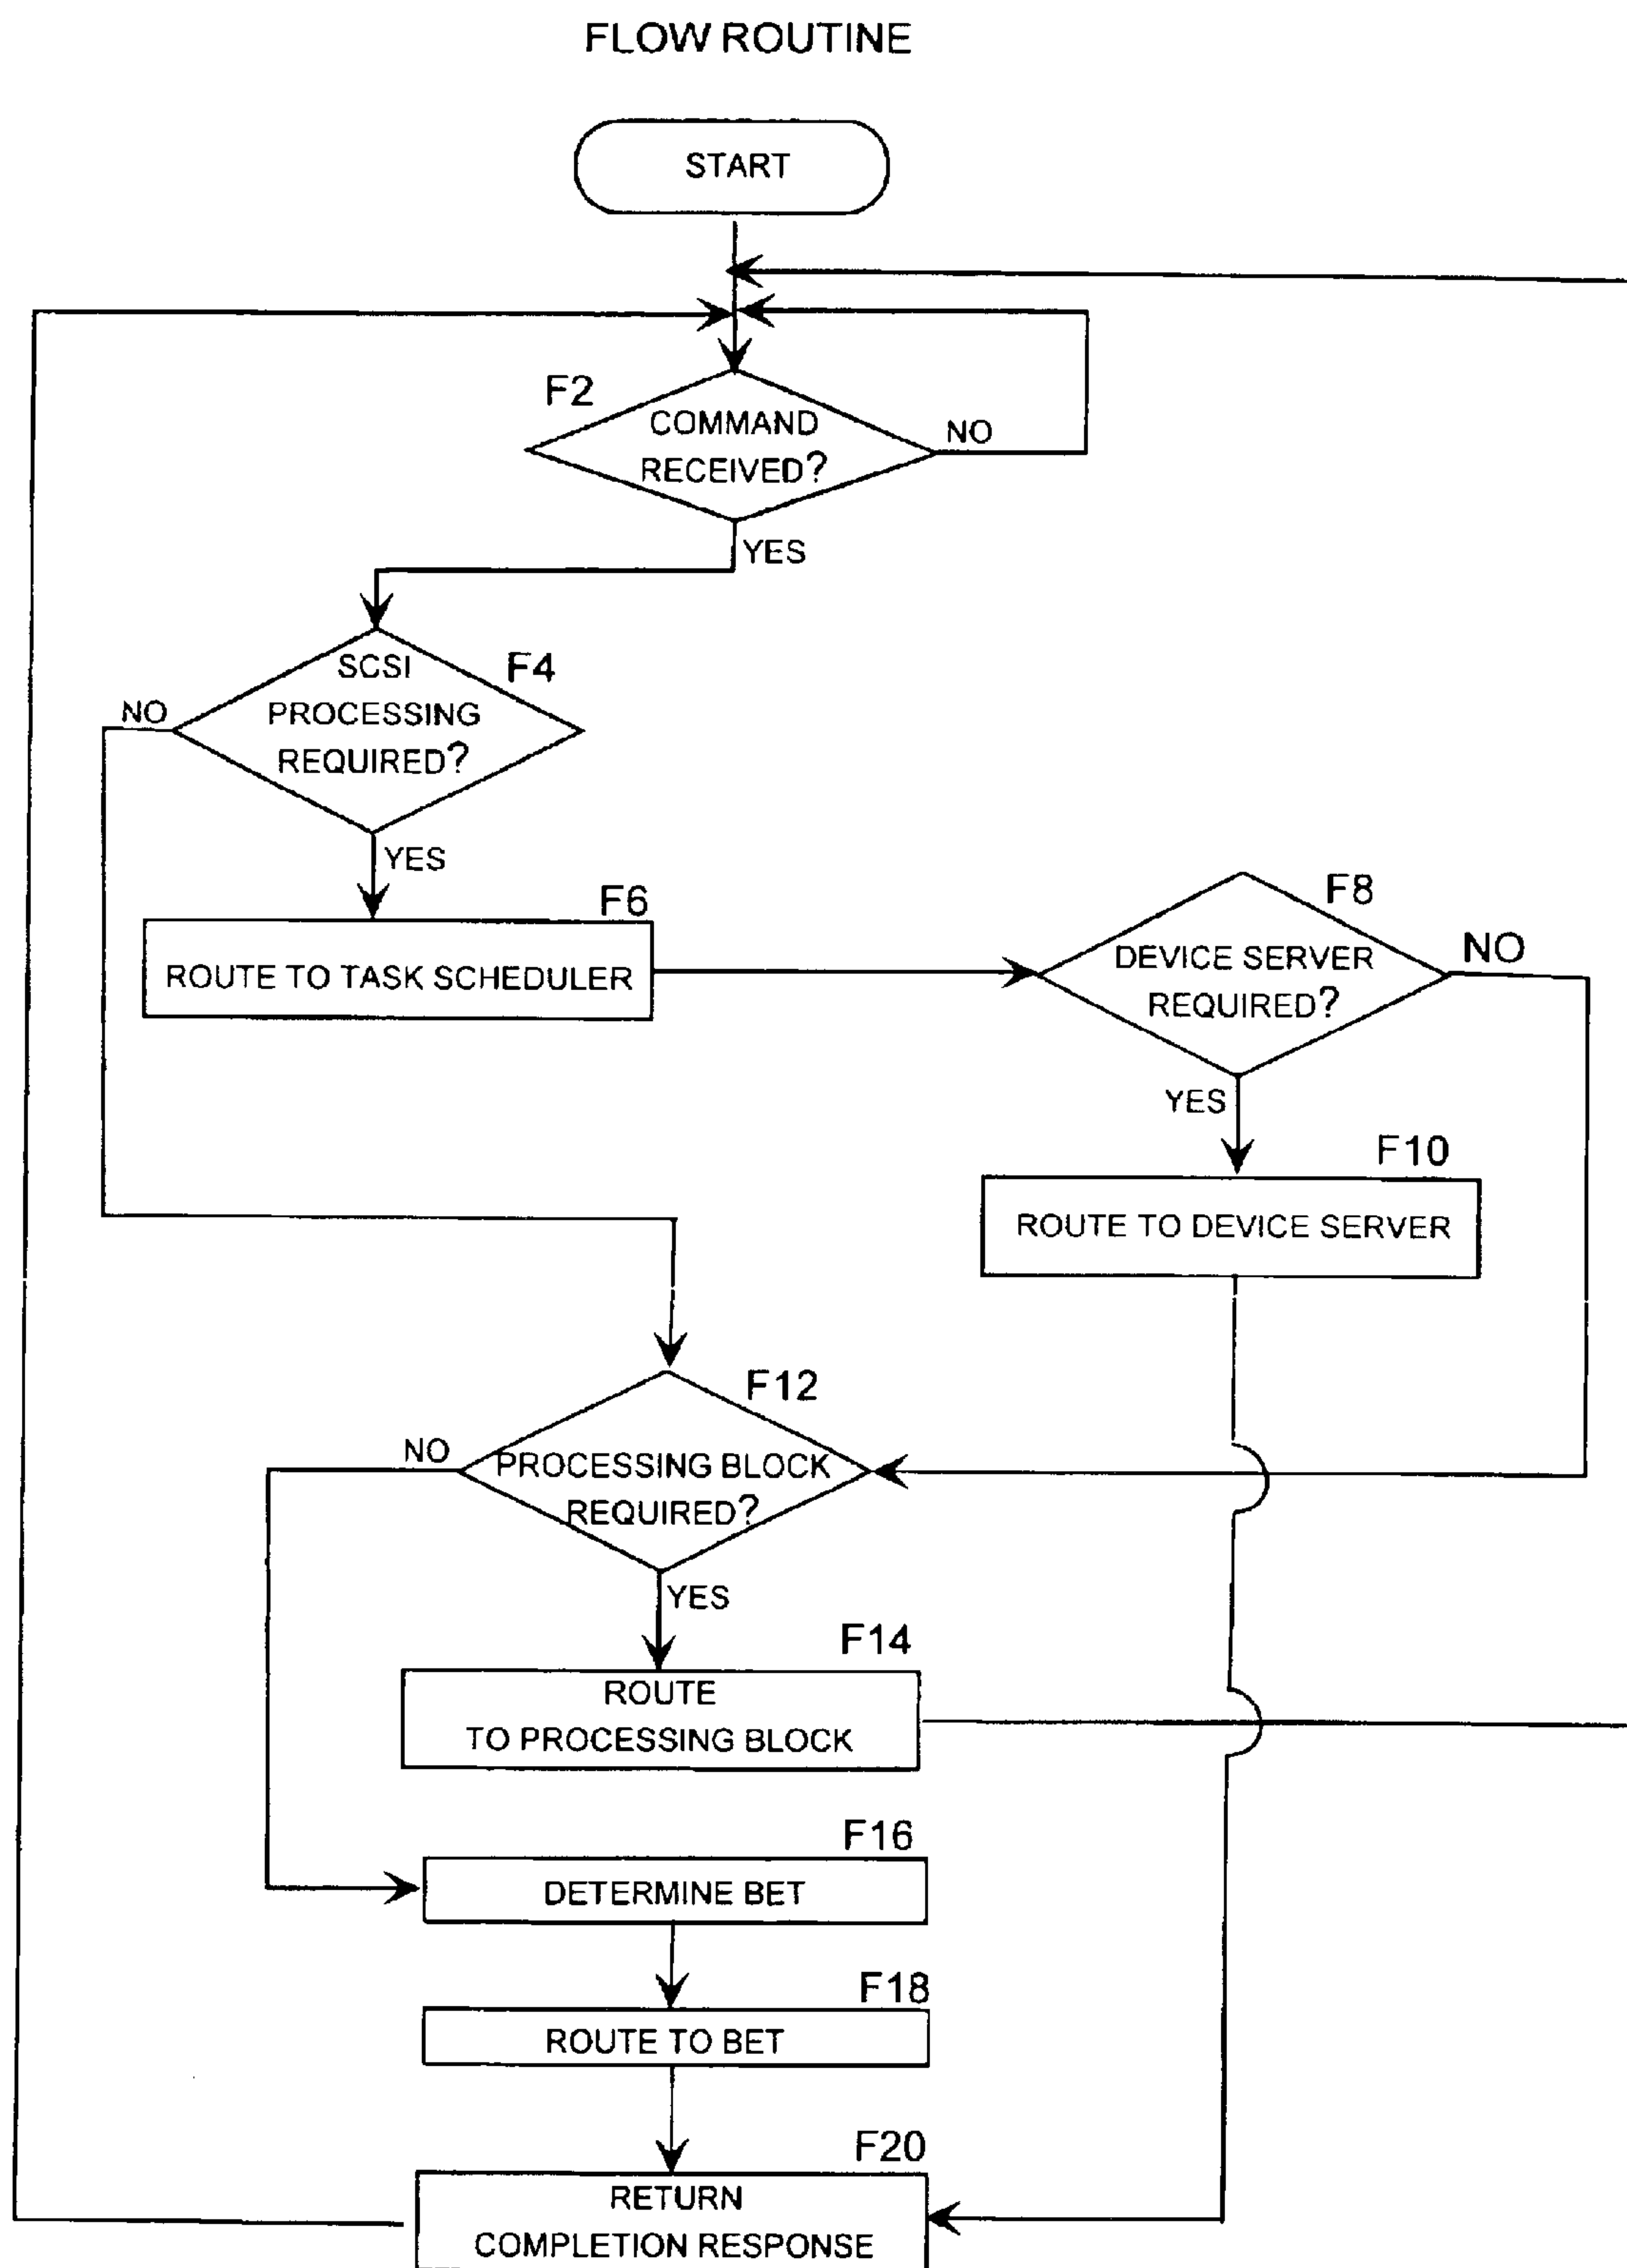 FLOW ROUTINE
START
F2
COMMAND
RECEIVED?
NO
YES
SCSI
PROCESSING
REQUIRED?
F4
NO
YES
F6
ROUTE TO TASK SCHEDULER
F8
DEVICE SERVER
REQUIRED?
NO
YES
F10
ROUTE TO DEVICE SERVER
F12
NO
PROCESSING BLOCK
REQUIRED?
YES
F14
ROUTE
TO PROCESSING BLOCK
F16
DETERMINE BET
F18
ROUTE TO BET
F20
RETURN
COMPLETION RESPONSE